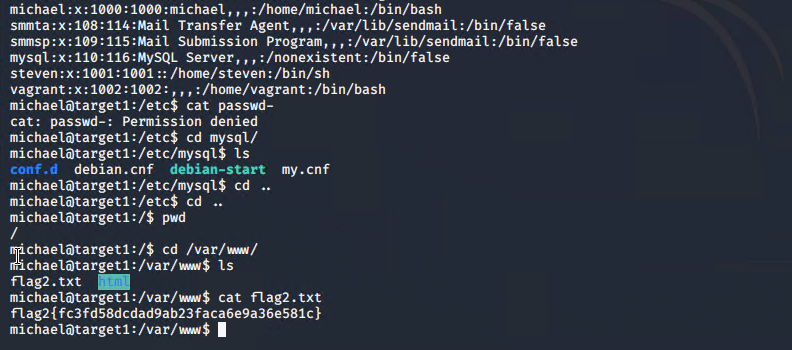 michael:x:1000:1000:michael,,,:/home/michael:/bin/bash
smmta:x:108:114:Mail Transfer Agent,,,:/var/lib/sendmail:/bin/false
smmsp:x:109:115:Mail Submission Program,,,:/var/lib/sendmail:/bin/false
mysql:x:110:116:MySQL Server,,,:/nonexistent:/bin/false
steven:x:1001:1001::/home/steven:/bin/sh
vagrant:x:1002:1002:,,,:/home/vagrant:/bin/bash
michael@target1:/etc$ cat passwd-
cat: passwd-: Permission denied
michael@target1:/etc$ cd mysql/
michael@target1:/etc/mysql$ ls
conf.d  debian.cnf  debian-start  my.cnf
michael@target1:/etc/mysql$ cd ..
michael@target1:/etc$ cd ..
michael@target1:/$ pwd
/
michael@target1:/$ cd /var/www/
michael@target1:/var/www$ ls
flag2.txt  html
michael@target1:/var/www$ cat flag2.txt
flag2{fc3fd58dcdad9ab23faca6e9a36e581c}
michael@target1:/var/www$